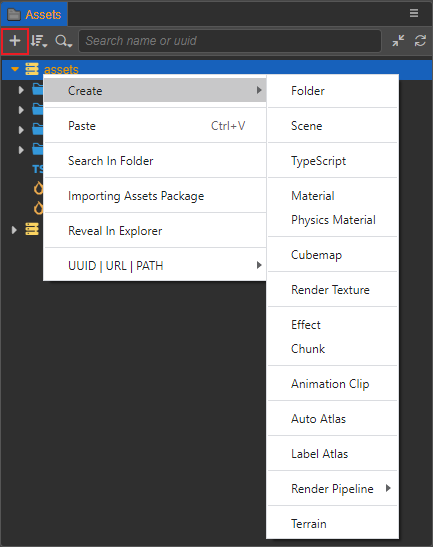 Assets
Search name or uuid
assets
Create
Paste Ctrl+V
Search In Folder
Importing Assets Package
Reveal In Explorer
UUID | URL | PATH
Folder
Scene
TypeScript
Material
Physics Material
Cubemap
Render Texture
Effect
Chunk
Animation Clip
Auto Atlas
Label Atlas
Render Pipeline
Terrain
TS